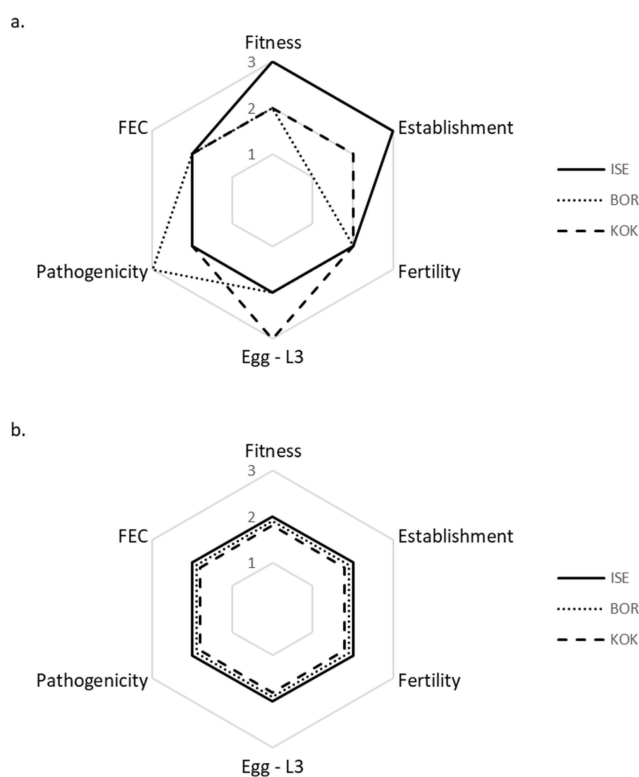 a.
Fitness
3
FEC
2
Establishment
1
ISE
BOR
KOK
Pathogenicity
Fertility
Egg - L3
b.
Fitness
3
FEC
2
Establishment
1
ISE
BOR
KOK
Pathogenicity
Fertility
Egg - L3